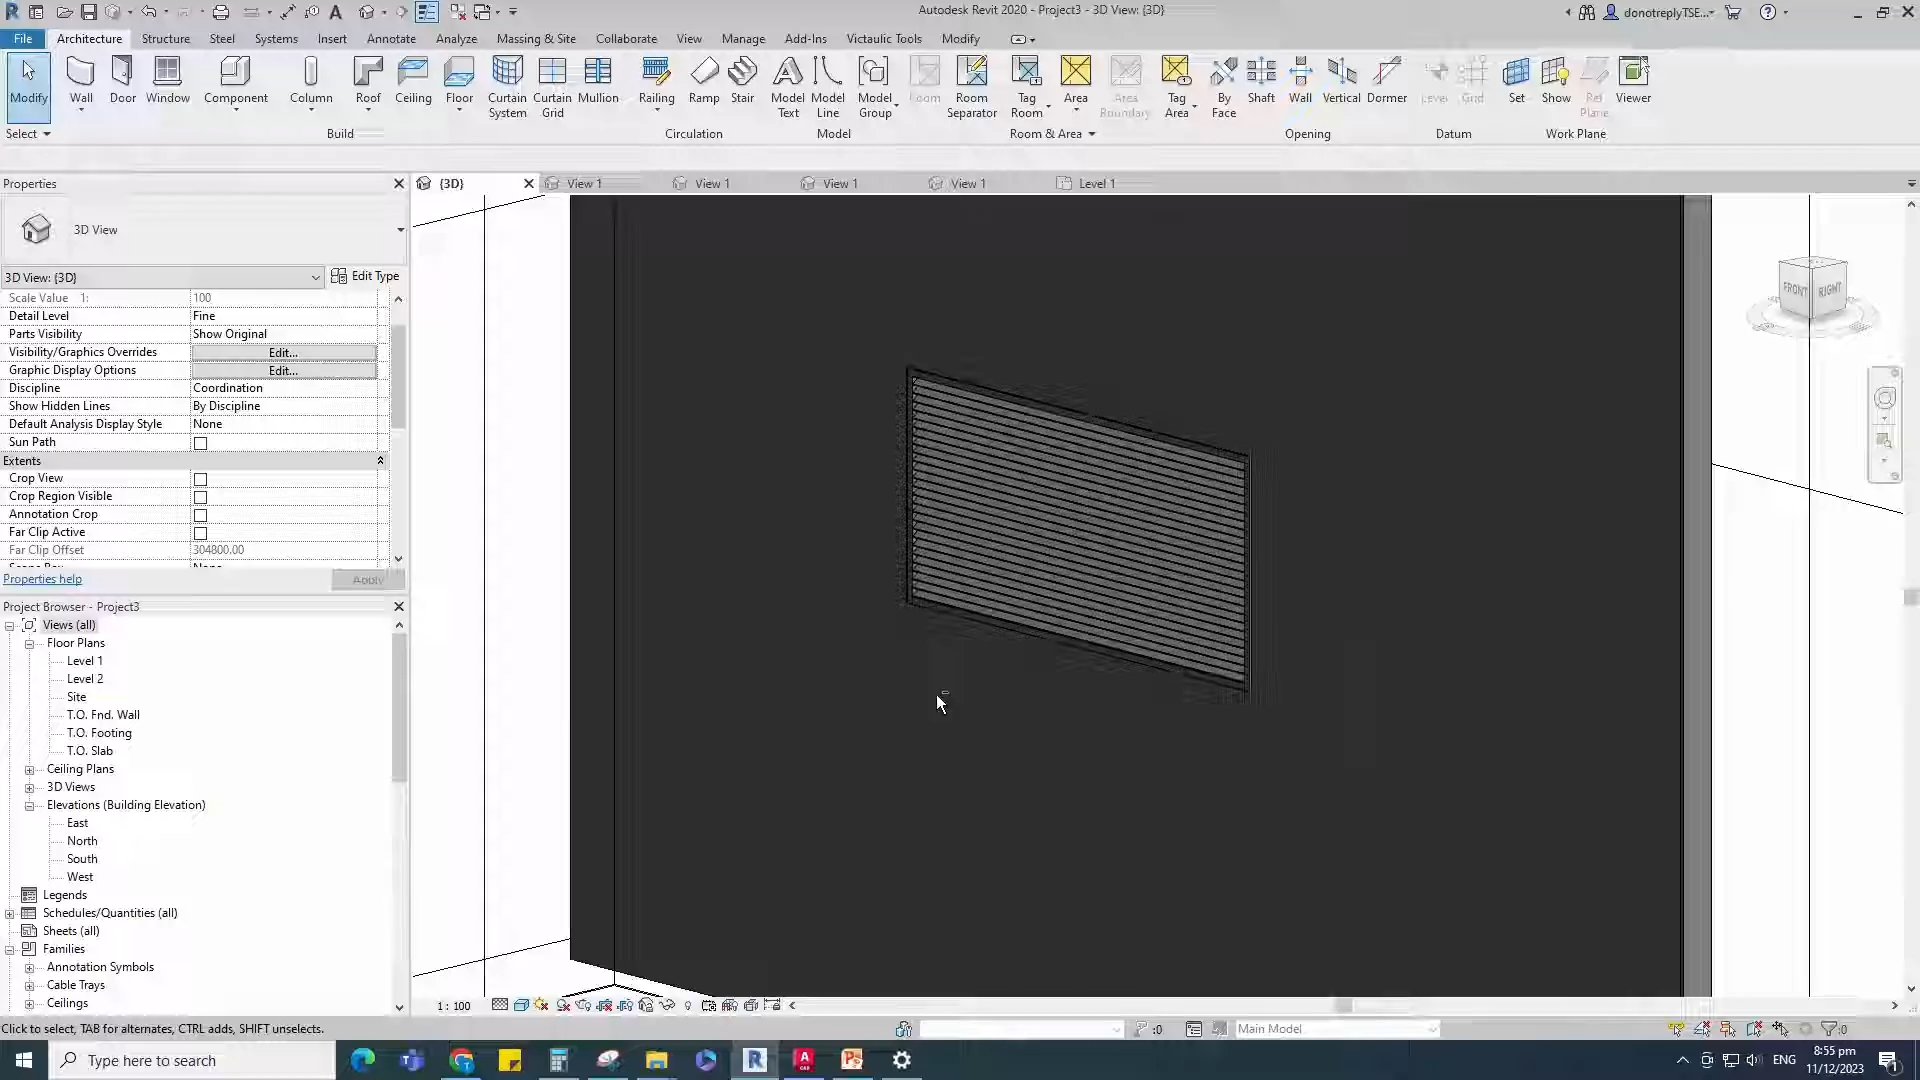 Autodesk Revit 2020 - Project3 - 3D View: {3D}
donotreplyTSE...
File Architecture Structure Steel Systems Insert Annotate Analyze Massing & Site Collaborate View Manage Add-Ins Victaulic Tools Modify
Modify Wall Door Window Component Column Roof Ceiling Floor Curtain System Curtain Grid Mullion Railing Ramp Stair Model Text Model Line Model Group Room Room Separator Tag Room Area Area Boundary Tag Area By Face Shaft Wall Vertical Dormer Level Grid Set Show Ref Plane Viewer
Select Build Circulation Model Room & Area Opening Datum Work Plane
Properties
{3D} View 1 View 1 View 1 View 1 Level 1
3D View
3D View: {3D} Edit Type
Scale Value 1: 100
Detail Level Fine
Parts Visibility Show Original
Visibility/Graphics Overrides Edit...
Graphic Display Options Edit...
Discipline Coordination
Show Hidden Lines By Discipline
Default Analysis Display Style None
Sun Path
Extents
Crop View
Crop Region Visible
Annotation Crop
Far Clip Active
Far Clip Offset 304800.00
Properties help Apply
FRONT RIGHT
Project Browser - Project3
Views (all)
Floor Plans
Level 1
Level 2
Site
T.O. Fnd. Wall
T.O. Footing
T.O. Slab
Ceiling Plans
3D Views
Elevations (Building Elevation)
East
North
South
West
Legends
Schedules/Quantities (all)
Sheets (all)
Families
Annotation Symbols
Cable Trays
Ceilings
1 : 100
Click to select, TAB for alternates, CTRL adds, SHIFT unselects.
:0
Main Model
:0
Type here to search
ENG
8:55 pm
11/12/2023